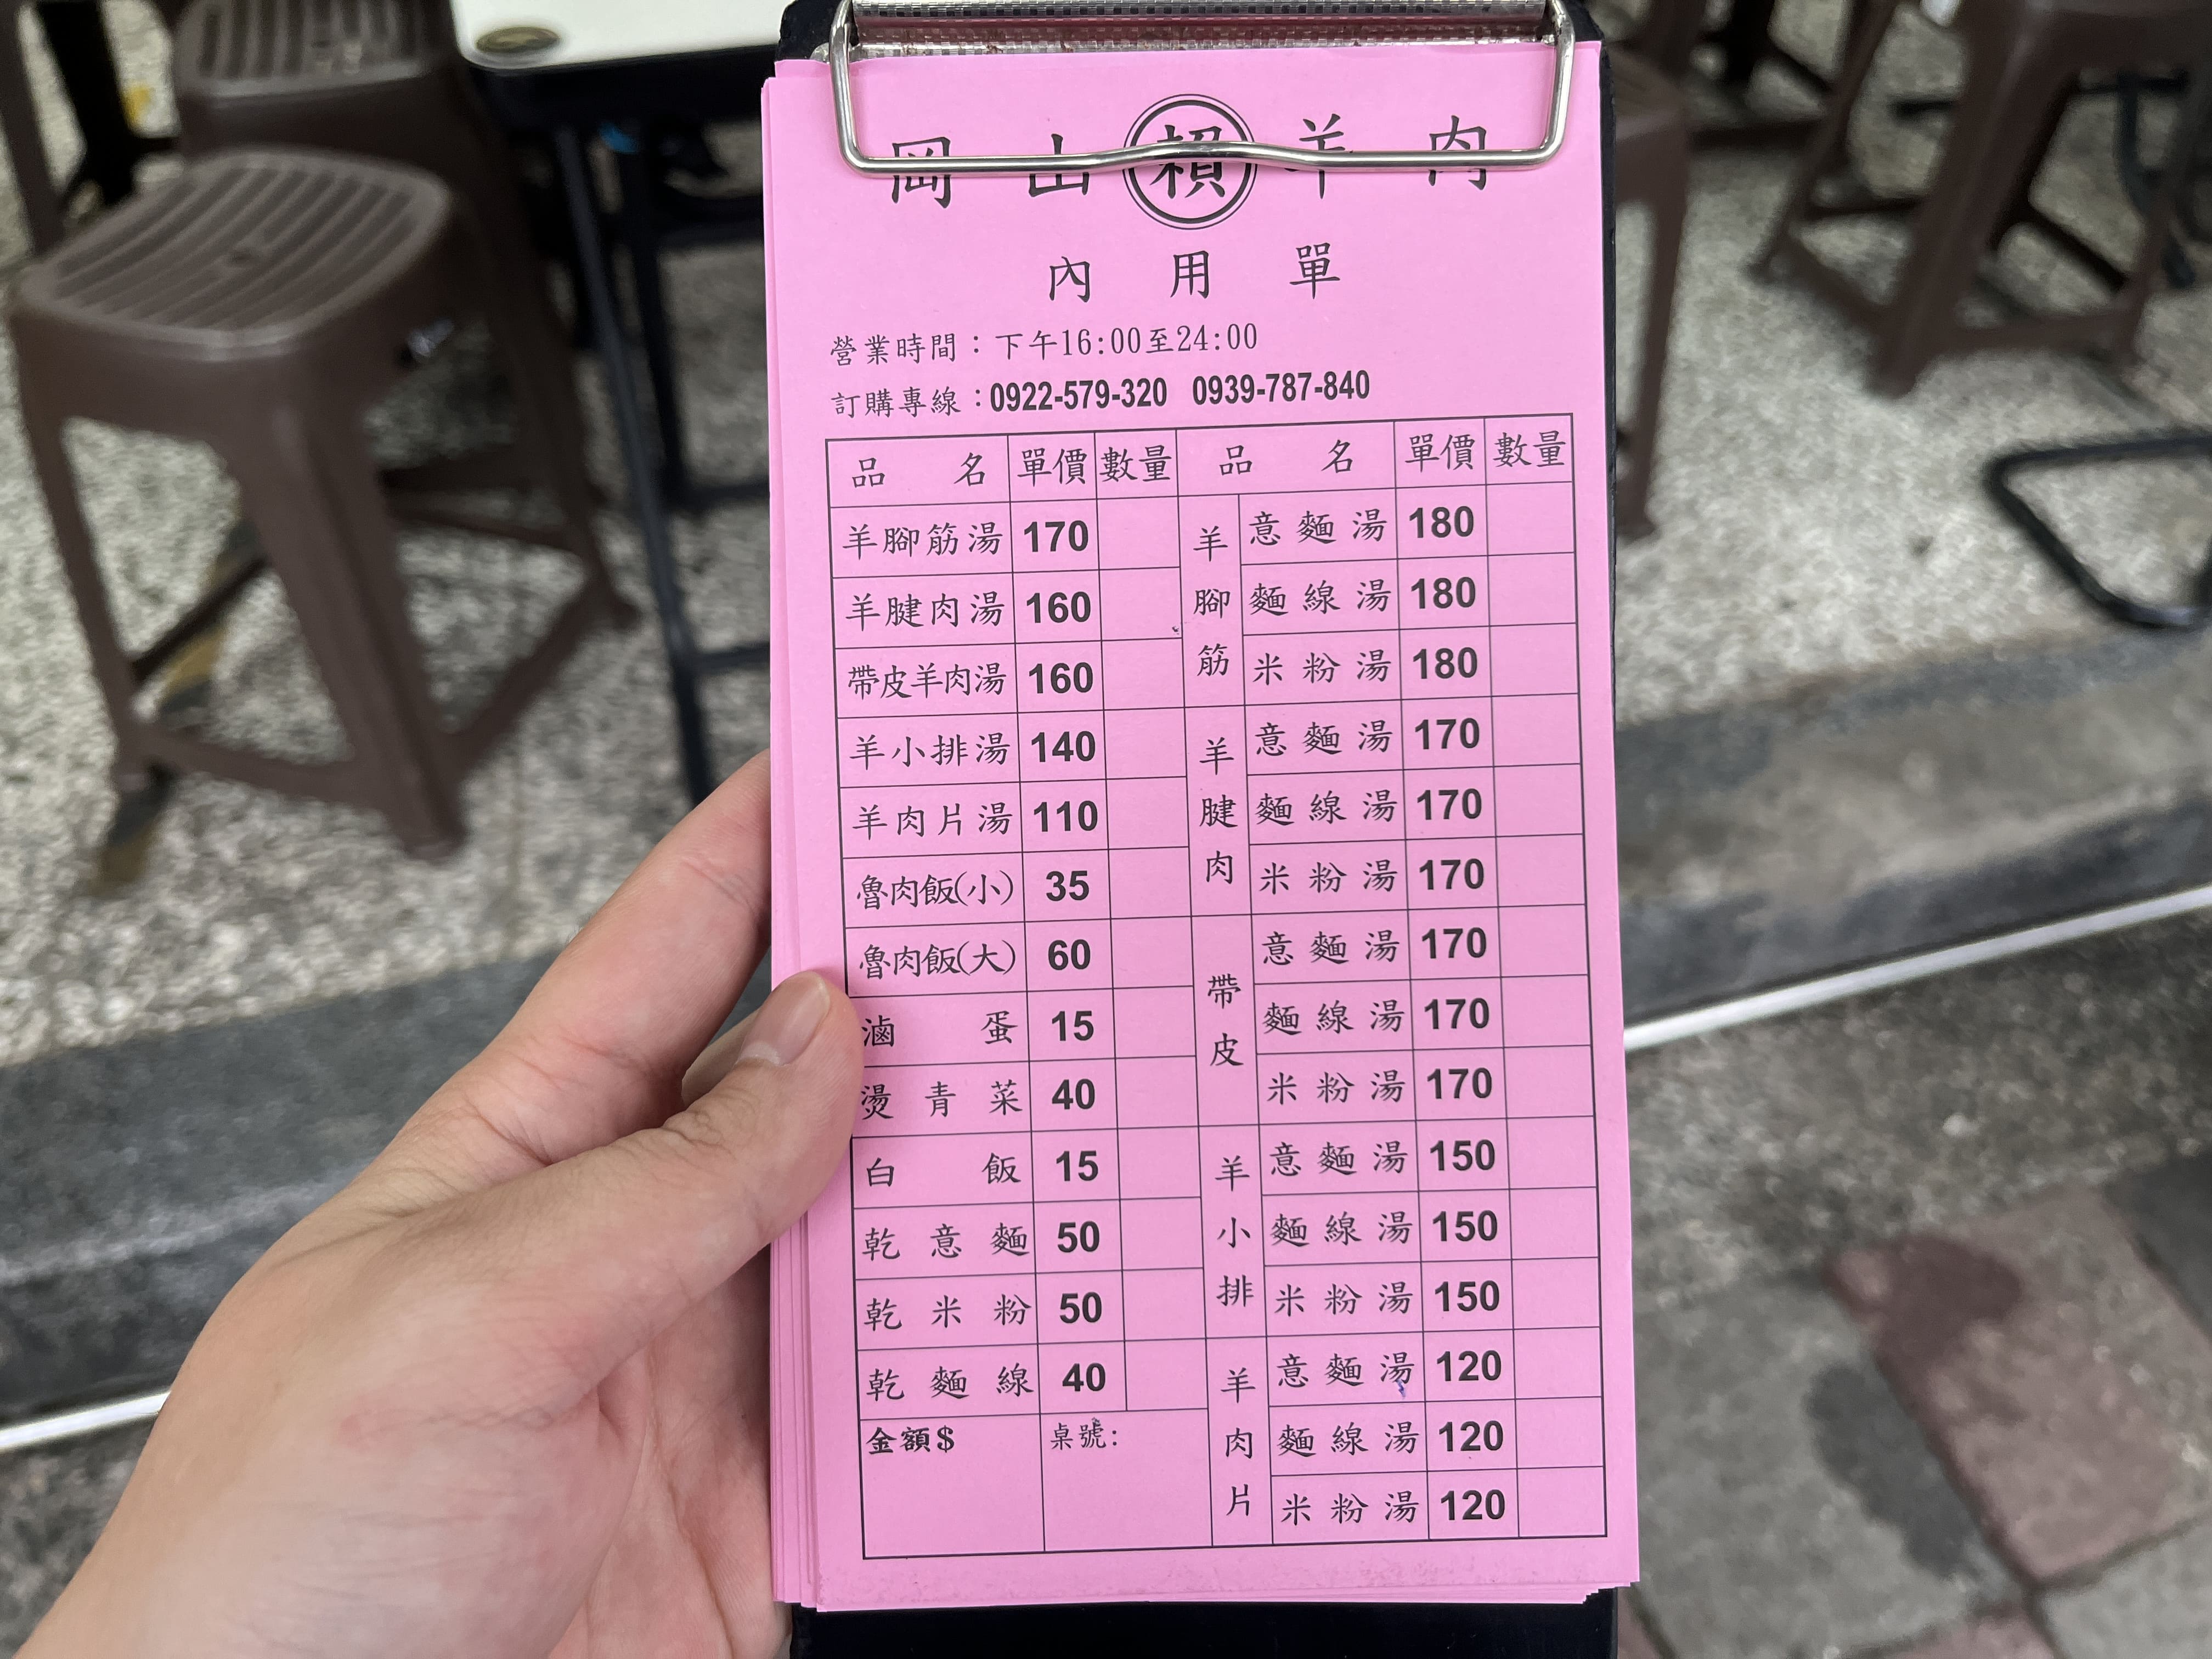 岡山賴羊肉
內用單
營業時間：下午16:00至24:00
訂購專線：0922-579-320 0939-787-840
品名 單價 數量 品名 單價 數量
羊腳筋湯 170 羊腳筋 意麵湯 180
羊腱肉湯 160 麵線湯 180
帶皮羊肉湯 160 米粉湯 180
羊小排湯 140 羊腱肉 意麵湯 170
羊肉片湯 110 麵線湯 170
魯肉飯(小) 35 米粉湯 170
魯肉飯(大) 60 帶皮 意麵湯 170
滷蛋 15 麵線湯 170
燙青菜 40 米粉湯 170
白飯 15 羊小排 意麵湯 150
乾意麵 50 麵線湯 150
乾米粉 50 米粉湯 150
乾麵線 40 羊肉片 意麵湯 120
金額$ 桌號: 麵線湯 120
米粉湯 120